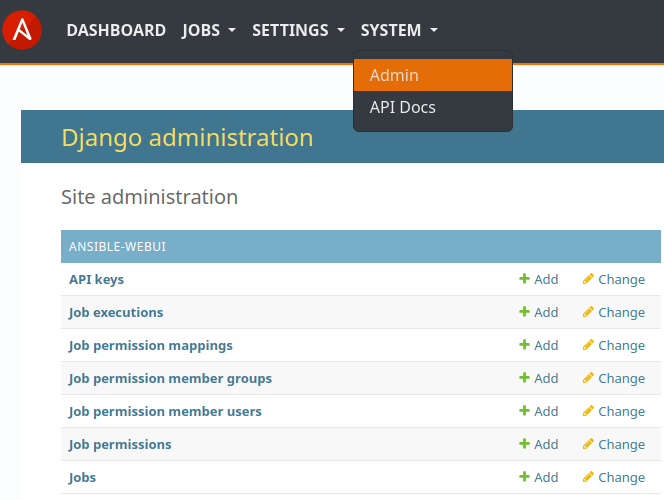 DASHBOARD JOBS SETTINGS SYSTEM
Admin
API Docs
Django administration
Site administration
ANSIBLE-WEBUI
API keys Add Change
Job executions Add Change
Job permission mappings Add Change
Job permission member groups Add Change
Job permission member users Add Change
Job permissions Add Change
Jobs Add Change